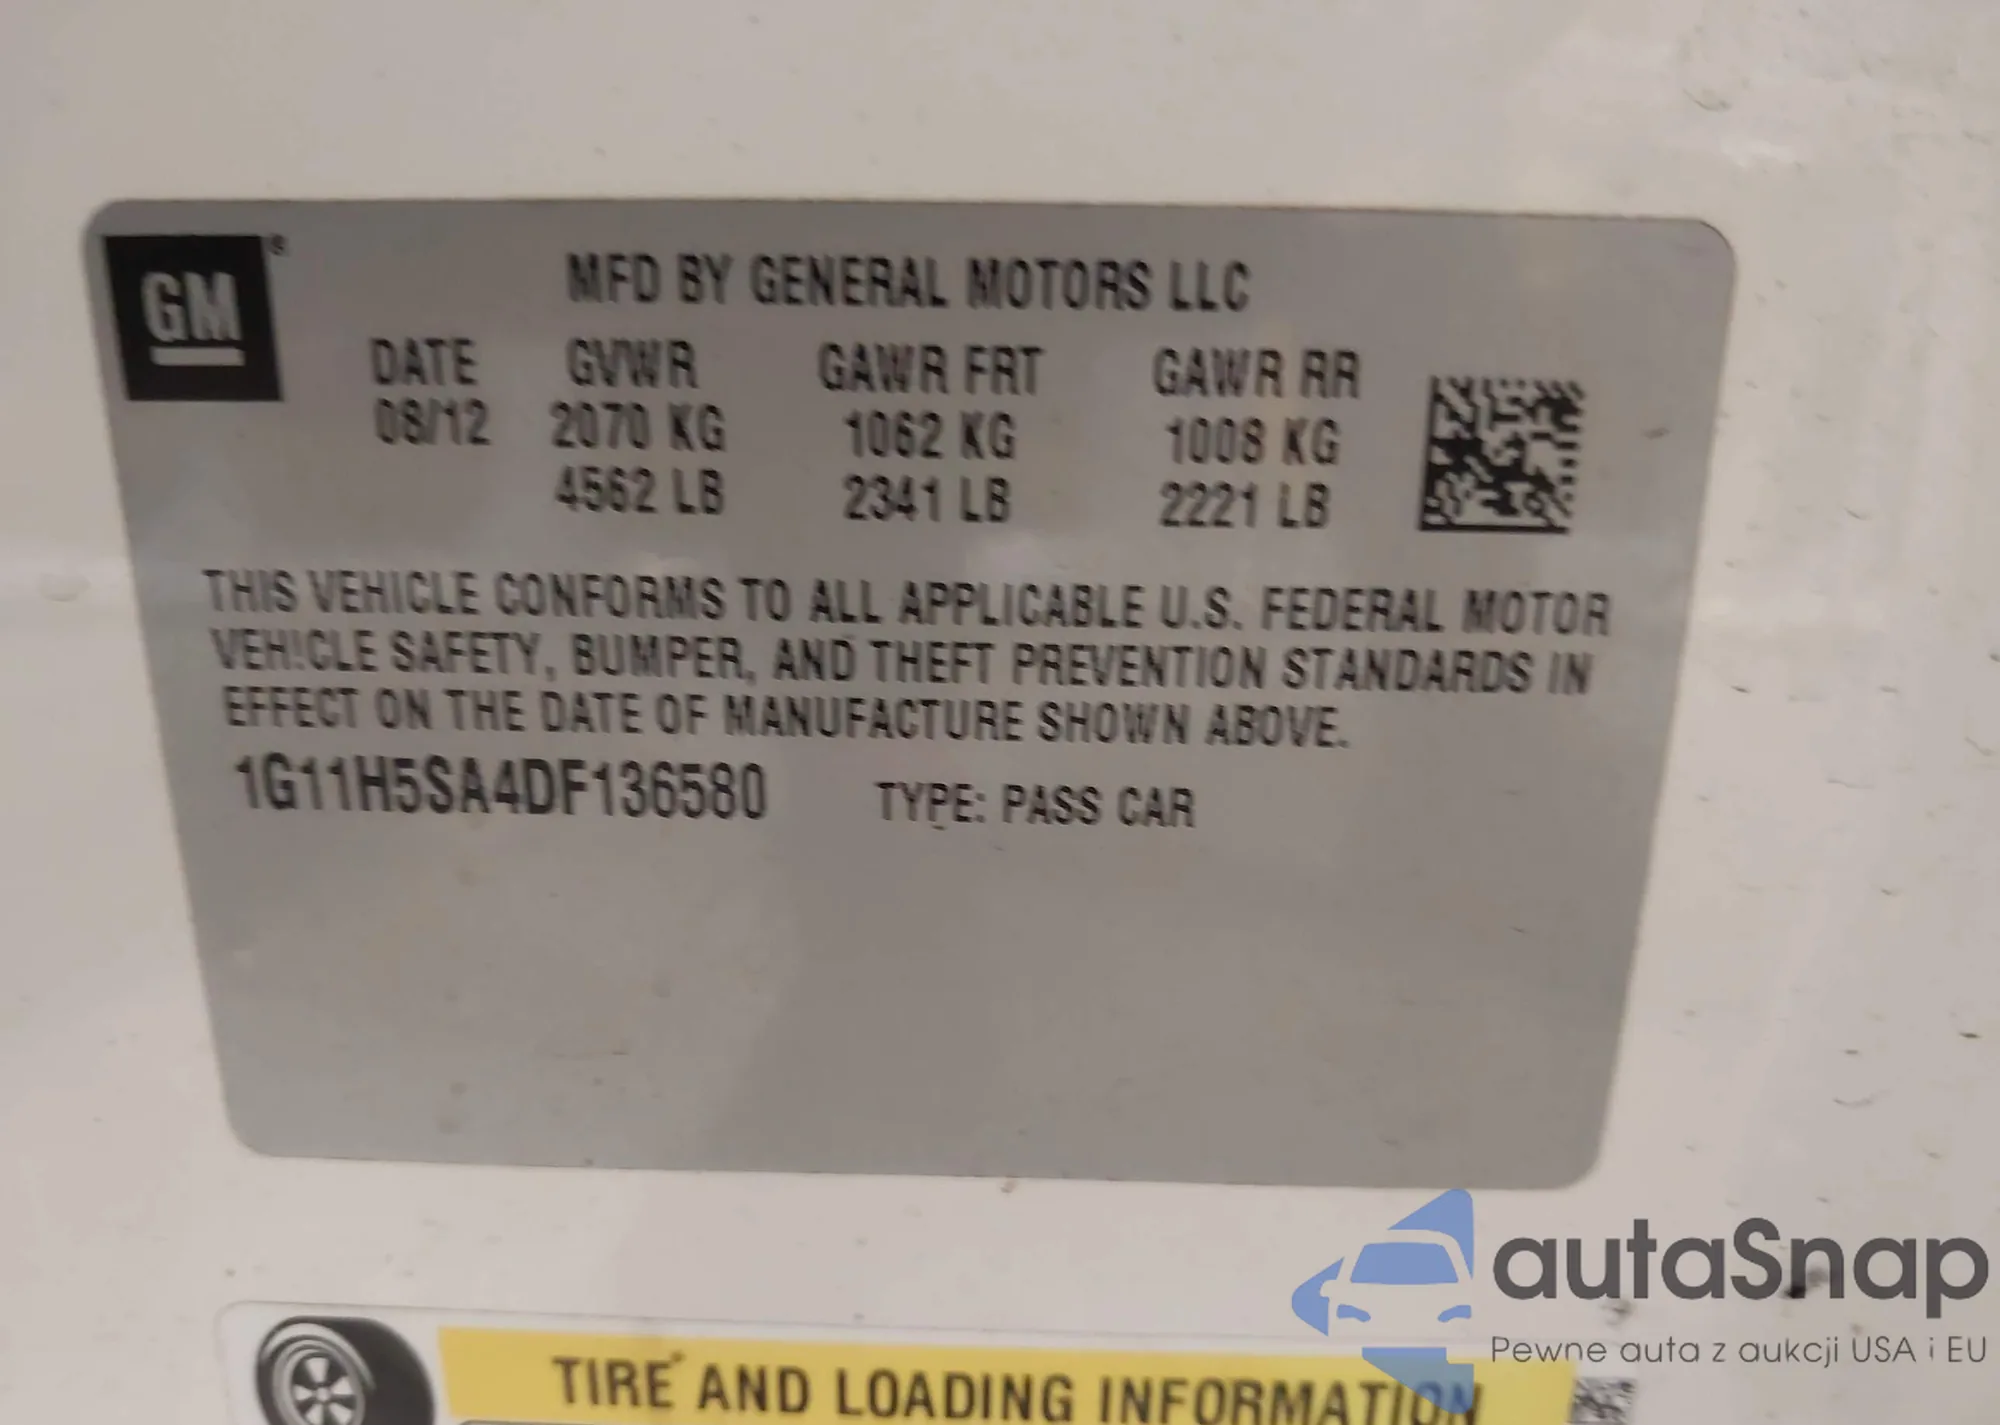 GM
MFD BY GENERAL MOTORS LLC
DATE GVWR GAWR FRT GAWR RR
08/12 2070 KG 1062 KG 1008 KG
4562 LB 2341 LB 2221 LB
THIS VEHICLE CONFORMS TO ALL APPLICABLE U.S. FEDERAL MOTOR
VEHICLE SAFETY, BUMPER, AND THEFT PREVENTION STANDARDS IN
EFFECT ON THE DATE OF MANUFACTURE SHOWN ABOVE.
1G11H5SA4DF136580 TYPE: PASS CAR
autaSnap
Pewne auta z aukcji USA i EU
TIRE AND LOADING INFORMATION